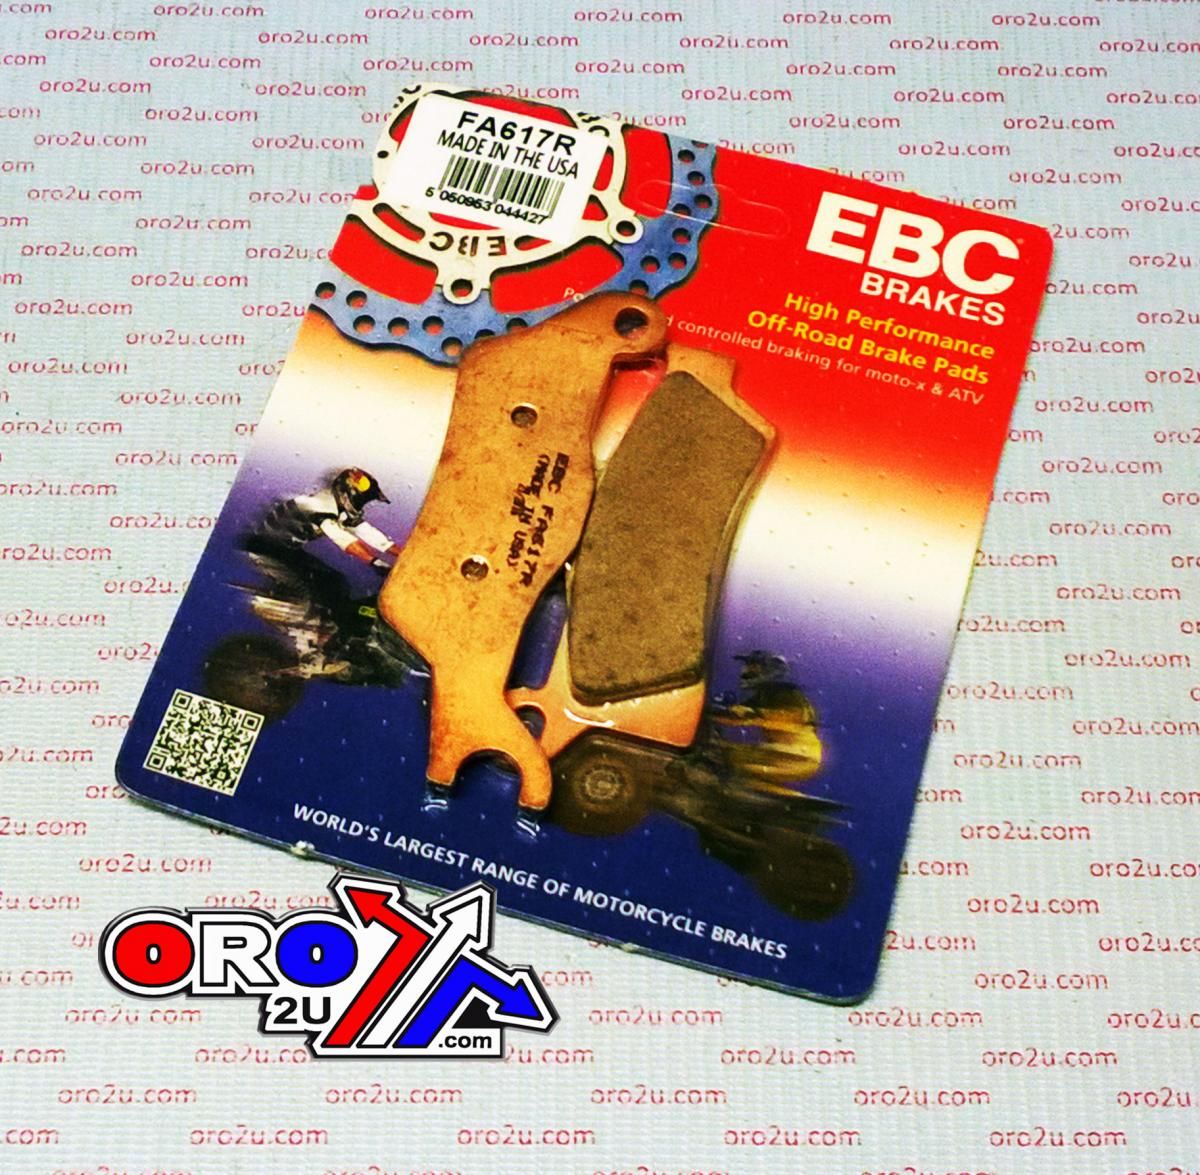 FA617R
MADE IN THE USA
5 050953 044427
EBC
EBC
BRAKES
High Performance
Off-Road Brake Pads
controlled braking for moto-x & ATV
EBC FA617R
(MADE IN USA)
WORLD'S LARGEST RANGE OF MOTORCYCLE BRAKES
ORO
2U
.com
oro2u.com